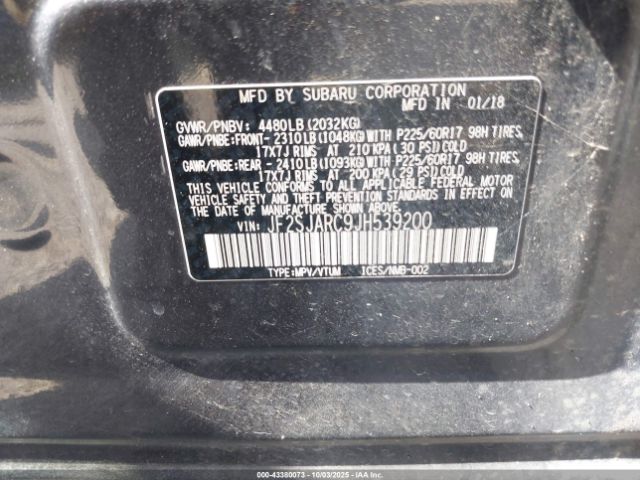 MFD BY SUBARU CORPORATION
MFD IN 01/18
GVWR/PNBV: 4480LB(2032KG)
GAWR/PNBE:FRONT- 2310LB(1048KG)WITH P225/60R17 98H TIRES,
17X7J RIMS AT 210 KPA(30 PSI)COLD
GAWR/PNBE:REAR - 2410LB(1093KG)WITH P225/60R17 98H TIRES,
17X7J RIMS AT 200 KPA(29 PSI)COLD
THIS VEHICLE CONFORMS TO ALL APPLICABLE FEDERAL MOTOR
VEHICLE SAFETY AND THEFT PREVENTION STANDARDS IN EFFECT ON
THE DATE OF MANUFACTURE SHOWN ABOVE.
VIN: JF2SJARC9JH539200
TYPE:MPV/VTUM ICES/NMB-002
000-43380073 - 10/03/2025 - IAAI.COM